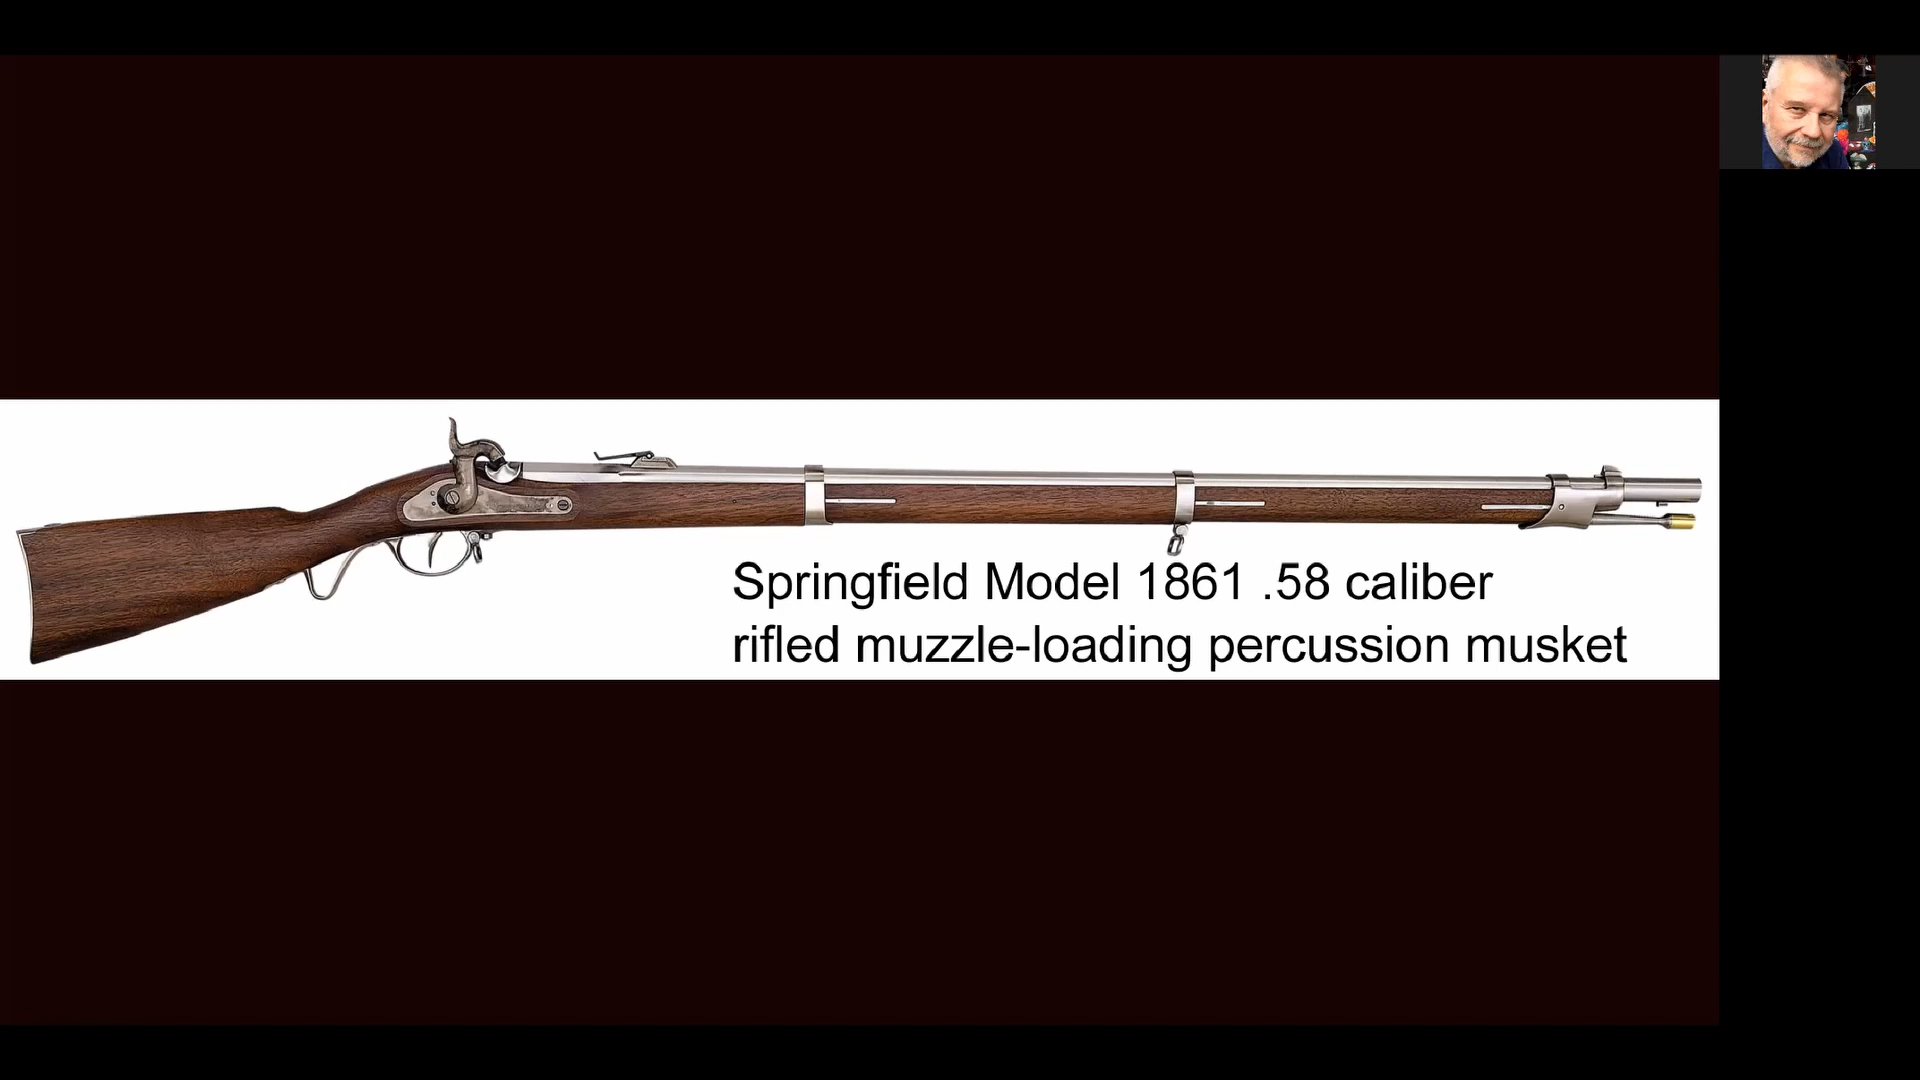 Springfield Model 1861 .58 caliber
rifled muzzle-loading percussion musket